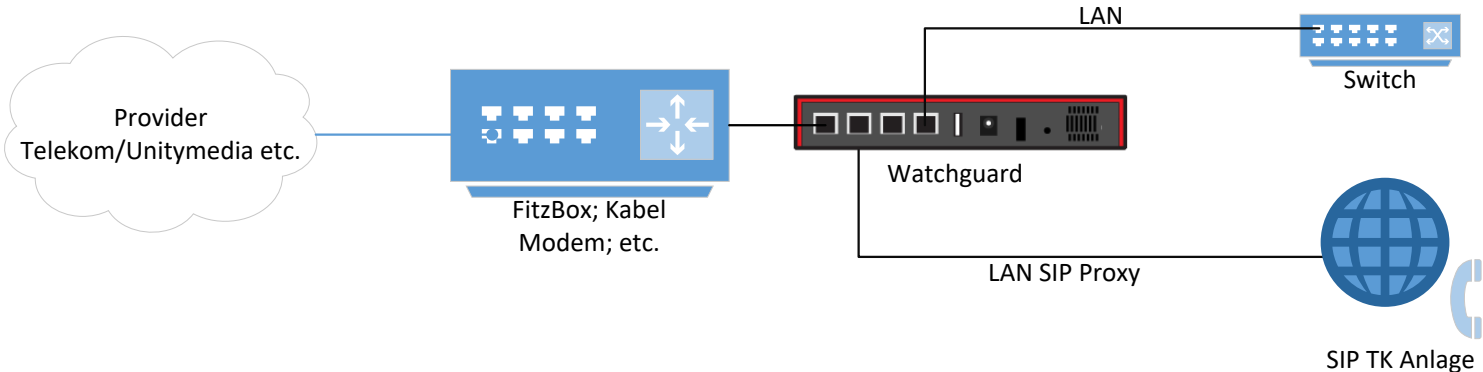 LAN
Switch
Provider
Telekom/Unitymedia etc.
Watchguard
FitzBox; Kabel
Modem; etc.
LAN SIP Proxy
SIP TK Anlage